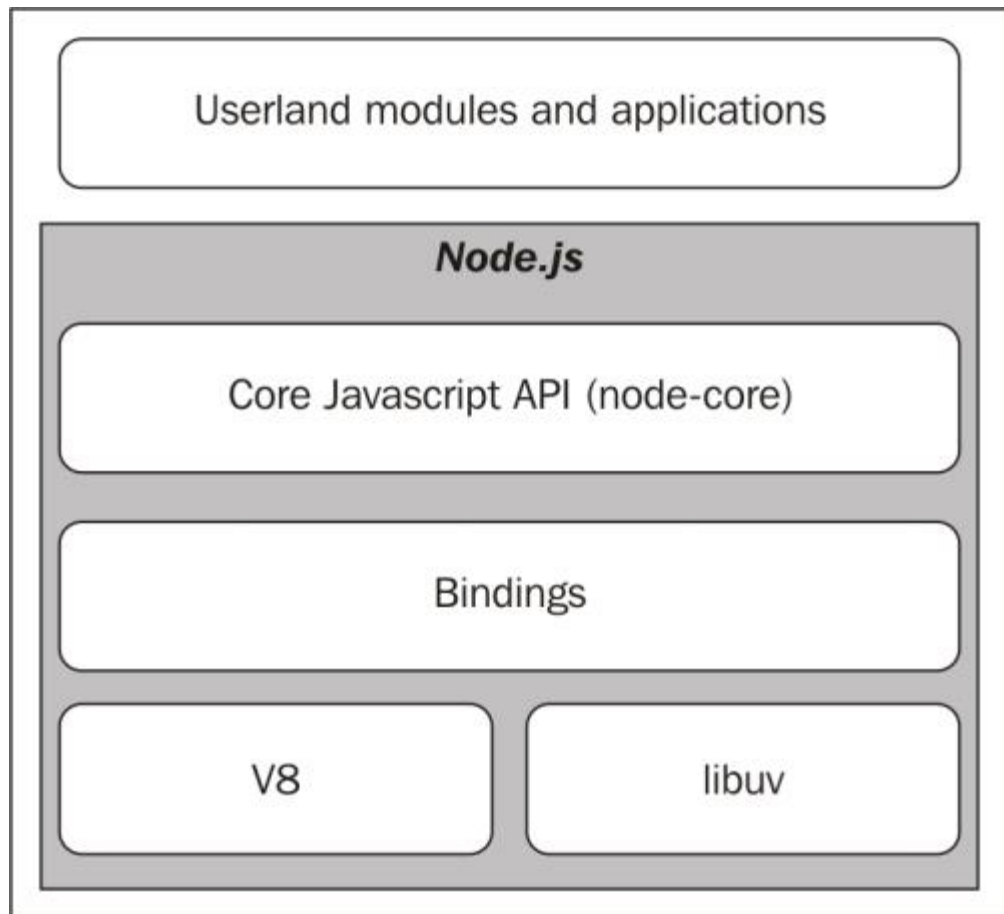 Userland modules and applications
Node.js
Core Javascript API (node-core)
Bindings
V8
libuv